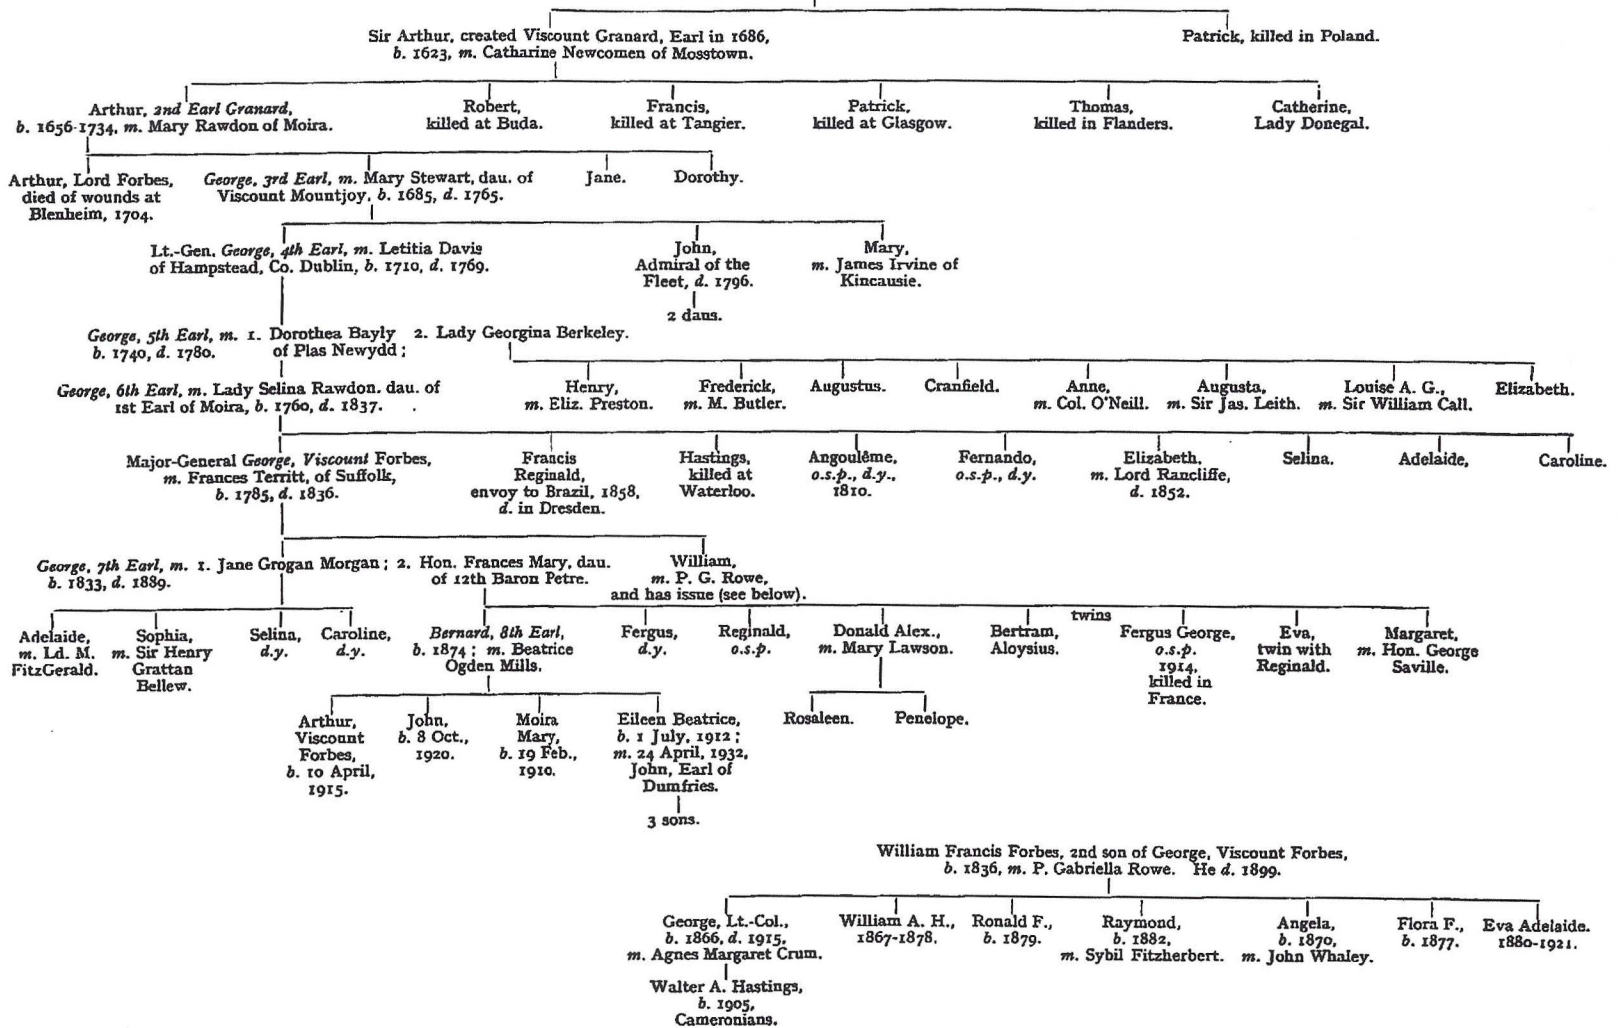 Sir Arthur, created Viscount Granard, Earl in 1686,
b. 1623, m. Catharine Newcomen of Mosstown.
Patrick, killed in Poland.
Arthur, 2nd Earl Granard,
b. 1656-1734, m. Mary Rawdon of Moira.
Robert,
killed at Buda.
Francis,
killed at Tangier.
Patrick,
killed at Glasgow.
Thomas,
killed in Flanders.
Catherine,
Lady Donegal.
Arthur, Lord Forbes,
died of wounds at
Blenheim, 1704.
George, 3rd Earl, m. Mary Stewart, dau. of
Viscount Mountjoy, b. 1685, d. 1765.
Jane.
Dorothy.
Lt.-Gen. George, 4th Earl, m. Letitia Davis
of Hampstead, Co. Dublin, b. 1710, d. 1769.
John,
Admiral of the
Fleet, d. 1796.
2 daus.
Mary,
m. James Irvine of
Kincausie.
George, 5th Earl, m. 1. Dorothea Bayly 2. Lady Georgina Berkeley.
b. 1740, d. 1780. of Plas Newydd;
George, 6th Earl, m. Lady Selina Rawdon. dau. of
1st Earl of Moira, b. 1760, d. 1837.
Henry,
m. Eliz. Preston.
Frederick,
m. M. Butler.
Augustus.
Cranfield.
Anne,
m. Col. O'Neill.
Augusta,
m. Sir Jas. Leith.
Louise A. G.,
m. Sir William Call.
Elizabeth.
Major-General George, Viscount Forbes,
m. Frances Territt, of Suffolk,
b. 1785, d. 1836.
Francis
Reginald,
envoy to Brazil, 1858,
d. in Dresden.
Hastings,
killed at
Waterloo.
Angoulême,
o.s.p., d.y.,
1810.
Fernando,
o.s.p., d.y.
Elizabeth,
m. Lord Rancliffe,
d. 1852.
Selina.
Adelaide,
Caroline.
George, 7th Earl, m. 1. Jane Grogan Morgan; 2. Hon. Frances Mary, dau.
b. 1833, d. 1889. of 12th Baron Petre.
William,
m. P. G. Rowe,
and has issue (see below).
Adelaide,
m. Ld. M.
FitzGerald.
Sophia,
m. Sir Henry
Grattan
Bellew.
Selina,
d.y.
Caroline,
d.y.
Bernard, 8th Earl,
b. 1874; m. Beatrice
Ogden Mills.
Fergus,
d.y.
Reginald,
o.s.p.
Donald Alex.,
m. Mary Lawson.
Bertram,
Aloysius.
twins
Fergus George,
o.s.p.
1914,
killed in
France.
Eva,
twin with
Reginald.
Margaret,
m. Hon. George
Saville.
Arthur,
Viscount
Forbes,
b. 10 April,
1915.
John,
b. 8 Oct.,
1920.
Moira
Mary,
b. 19 Feb.,
1910.
Eileen Beatrice,
b. 1 July, 1912;
m. 24 April, 1932,
John, Earl of
Dumfries.
3 sons.
Rosaleen.
Penelope.
William Francis Forbes, 2nd son of George, Viscount Forbes,
b. 1836, m. P. Gabriella Rowe. He d. 1899.
George, Lt.-Col.,
b. 1866, d. 1915,
m. Agnes Margaret Crum.
William A. H.,
1867-1878.
Ronald F.,
b. 1879.
Raymond,
b. 1882,
m. Sybil Fitzherbert.
Angela,
b. 1870,
m. John Whaley.
Flora F.,
b. 1877.
Eva Adelaide.
1880-1921.
Walter A. Hastings,
b. 1905,
Cameronians.